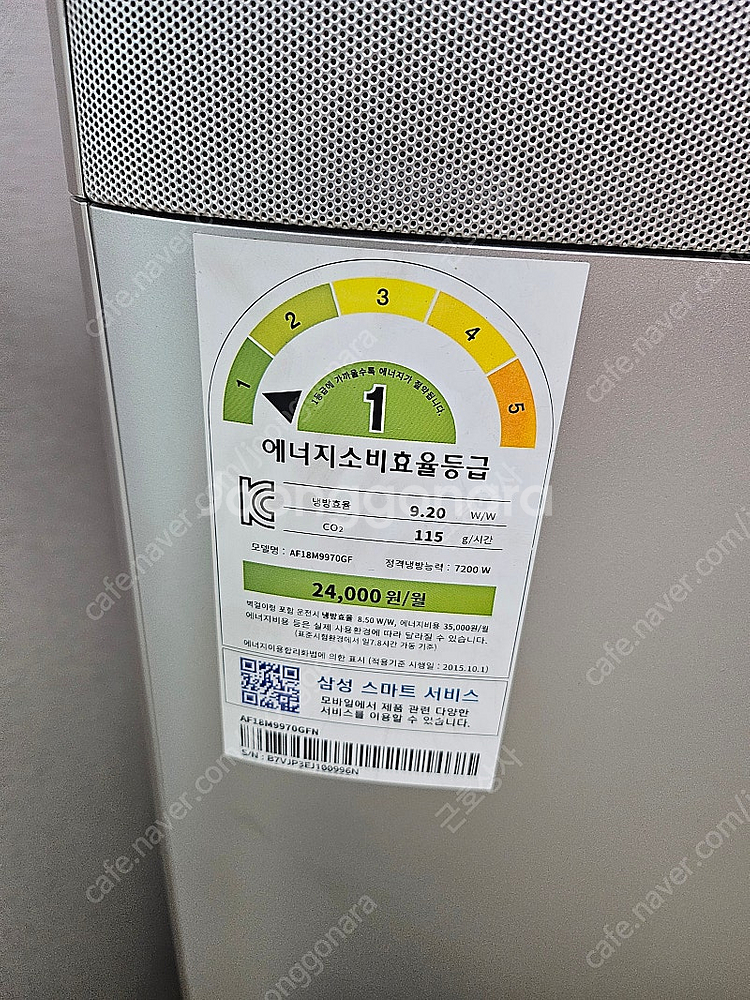 1 2 3 4 5
1등급에 가까울수록 에너지가 절약됩니다.
1
에너지소비효율등급
냉방효율 9.20 W/W
CO₂ 115 g/시간
모델명 : AF18M9970GF 정격냉방능력 : 7200 W
24,000 원/월
벽걸이형 포함 운전시 냉방효율 8.50 W/W, 에너지비용 35,000원/월
에너지비용 등은 실제 사용환경에 따라 달라질 수 있습니다.
(표준시험환경에서 일7.8시간 가동 기준)
에너지이용합리화법에 의한 표시 (적용기준 시행일 : 2015.10.1)
삼성 스마트 서비스
모바일에서 제품 관련 다양한
서비스를 이용할 수 있습니다.
AF18M9970GFN
S/N : B7VJP3EJ100996N
Joonggonara
cafe.naver.com/joonggonara